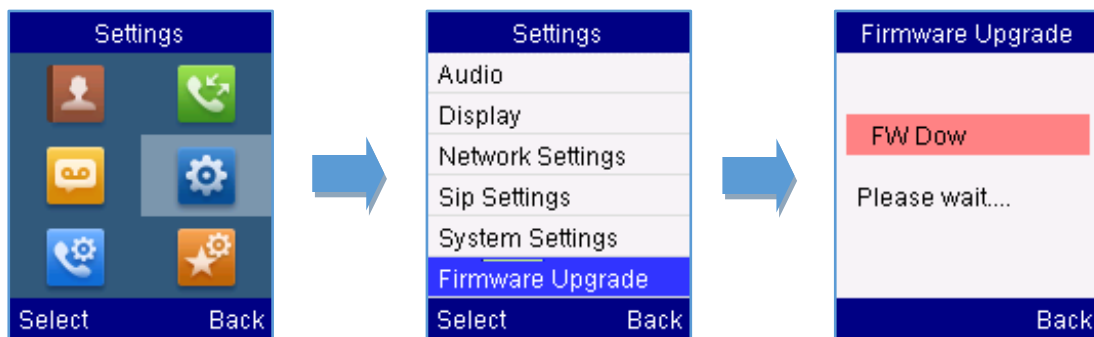 Settings
Select Back
Settings
Audio
Display
Network Settings
Sip Settings
System Settings
Firmware Upgrade
Select Back
Firmware Upgrade
FW Dow
Please wait....
Back